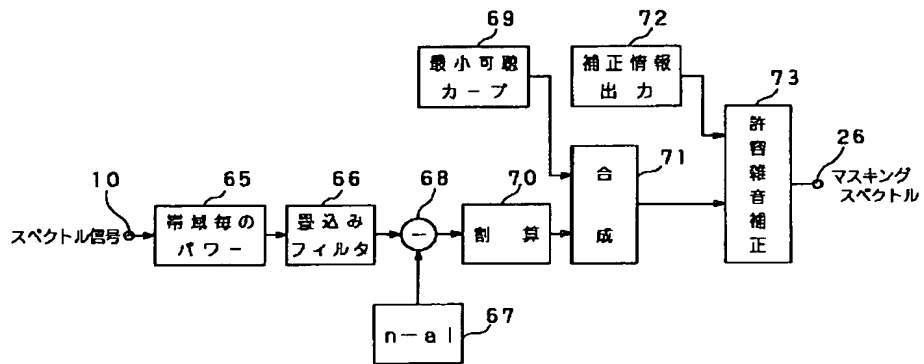 69
最小可聴
カーブ
72
補正情報
出力
73
許容雑音補正
26
マスキング
スペクトル
10
スペクトル信号
65
帯域毎の
パワー
66
畳込み
フィルタ
68
−
70
割算
合成
71
n-ai
67